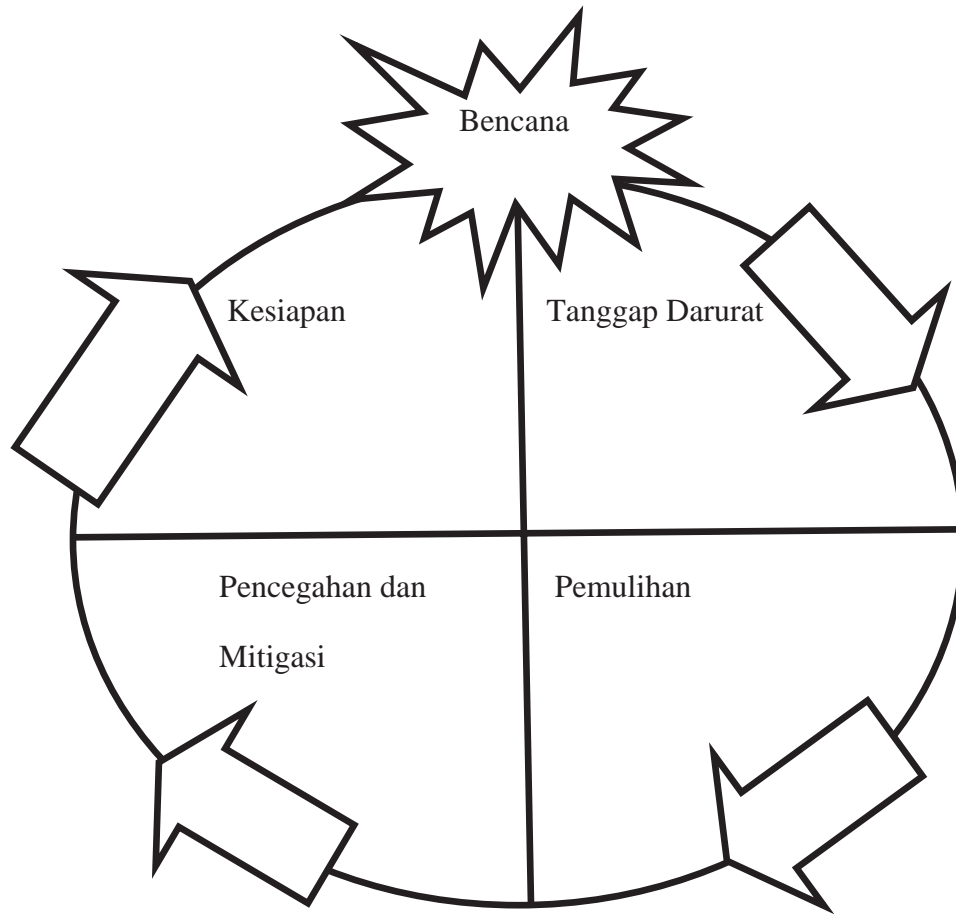 Bencana
Kesiapan
Tanggap Darurat
Pencegahan dan
Mitigasi
Pemulihan